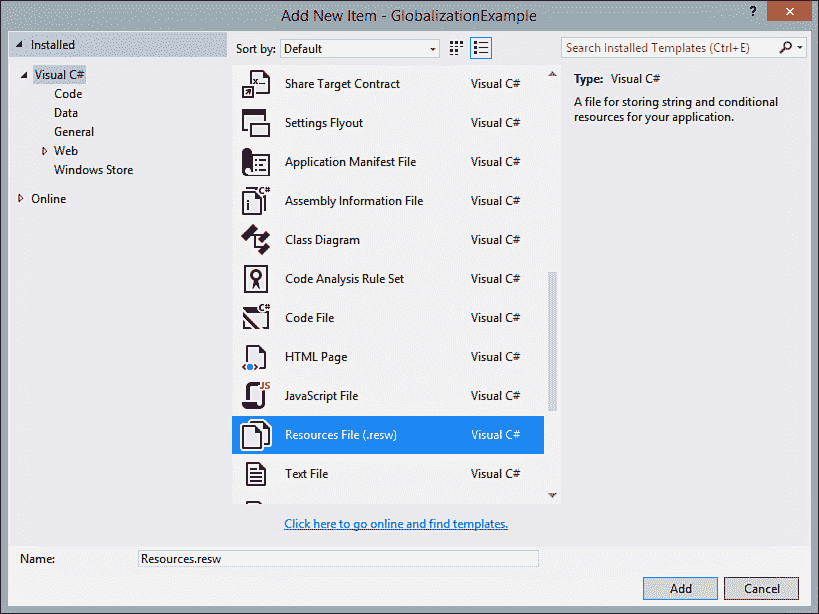 Add New Item - GlobalizationExample
?
Installed
Sort by: Default
Search Installed Templates (Ctrl+E)
Visual C#
Code
Data
General
Web
Windows Store
Online
Share Target Contract Visual C#
Settings Flyout Visual C#
Application Manifest File Visual C#
C#
Assembly Information File Visual C#
Class Diagram Visual C#
Code Analysis Rule Set Visual C#
C#
Code File Visual C#
HTML Page Visual C#
JS
JavaScript File Visual C#
Resources File (.resw) Visual C#
Text File Visual C#
Click here to go online and find templates.
Type: Visual C#
A file for storing string and conditional
resources for your application.
Name: Resources.resw
Add Cancel